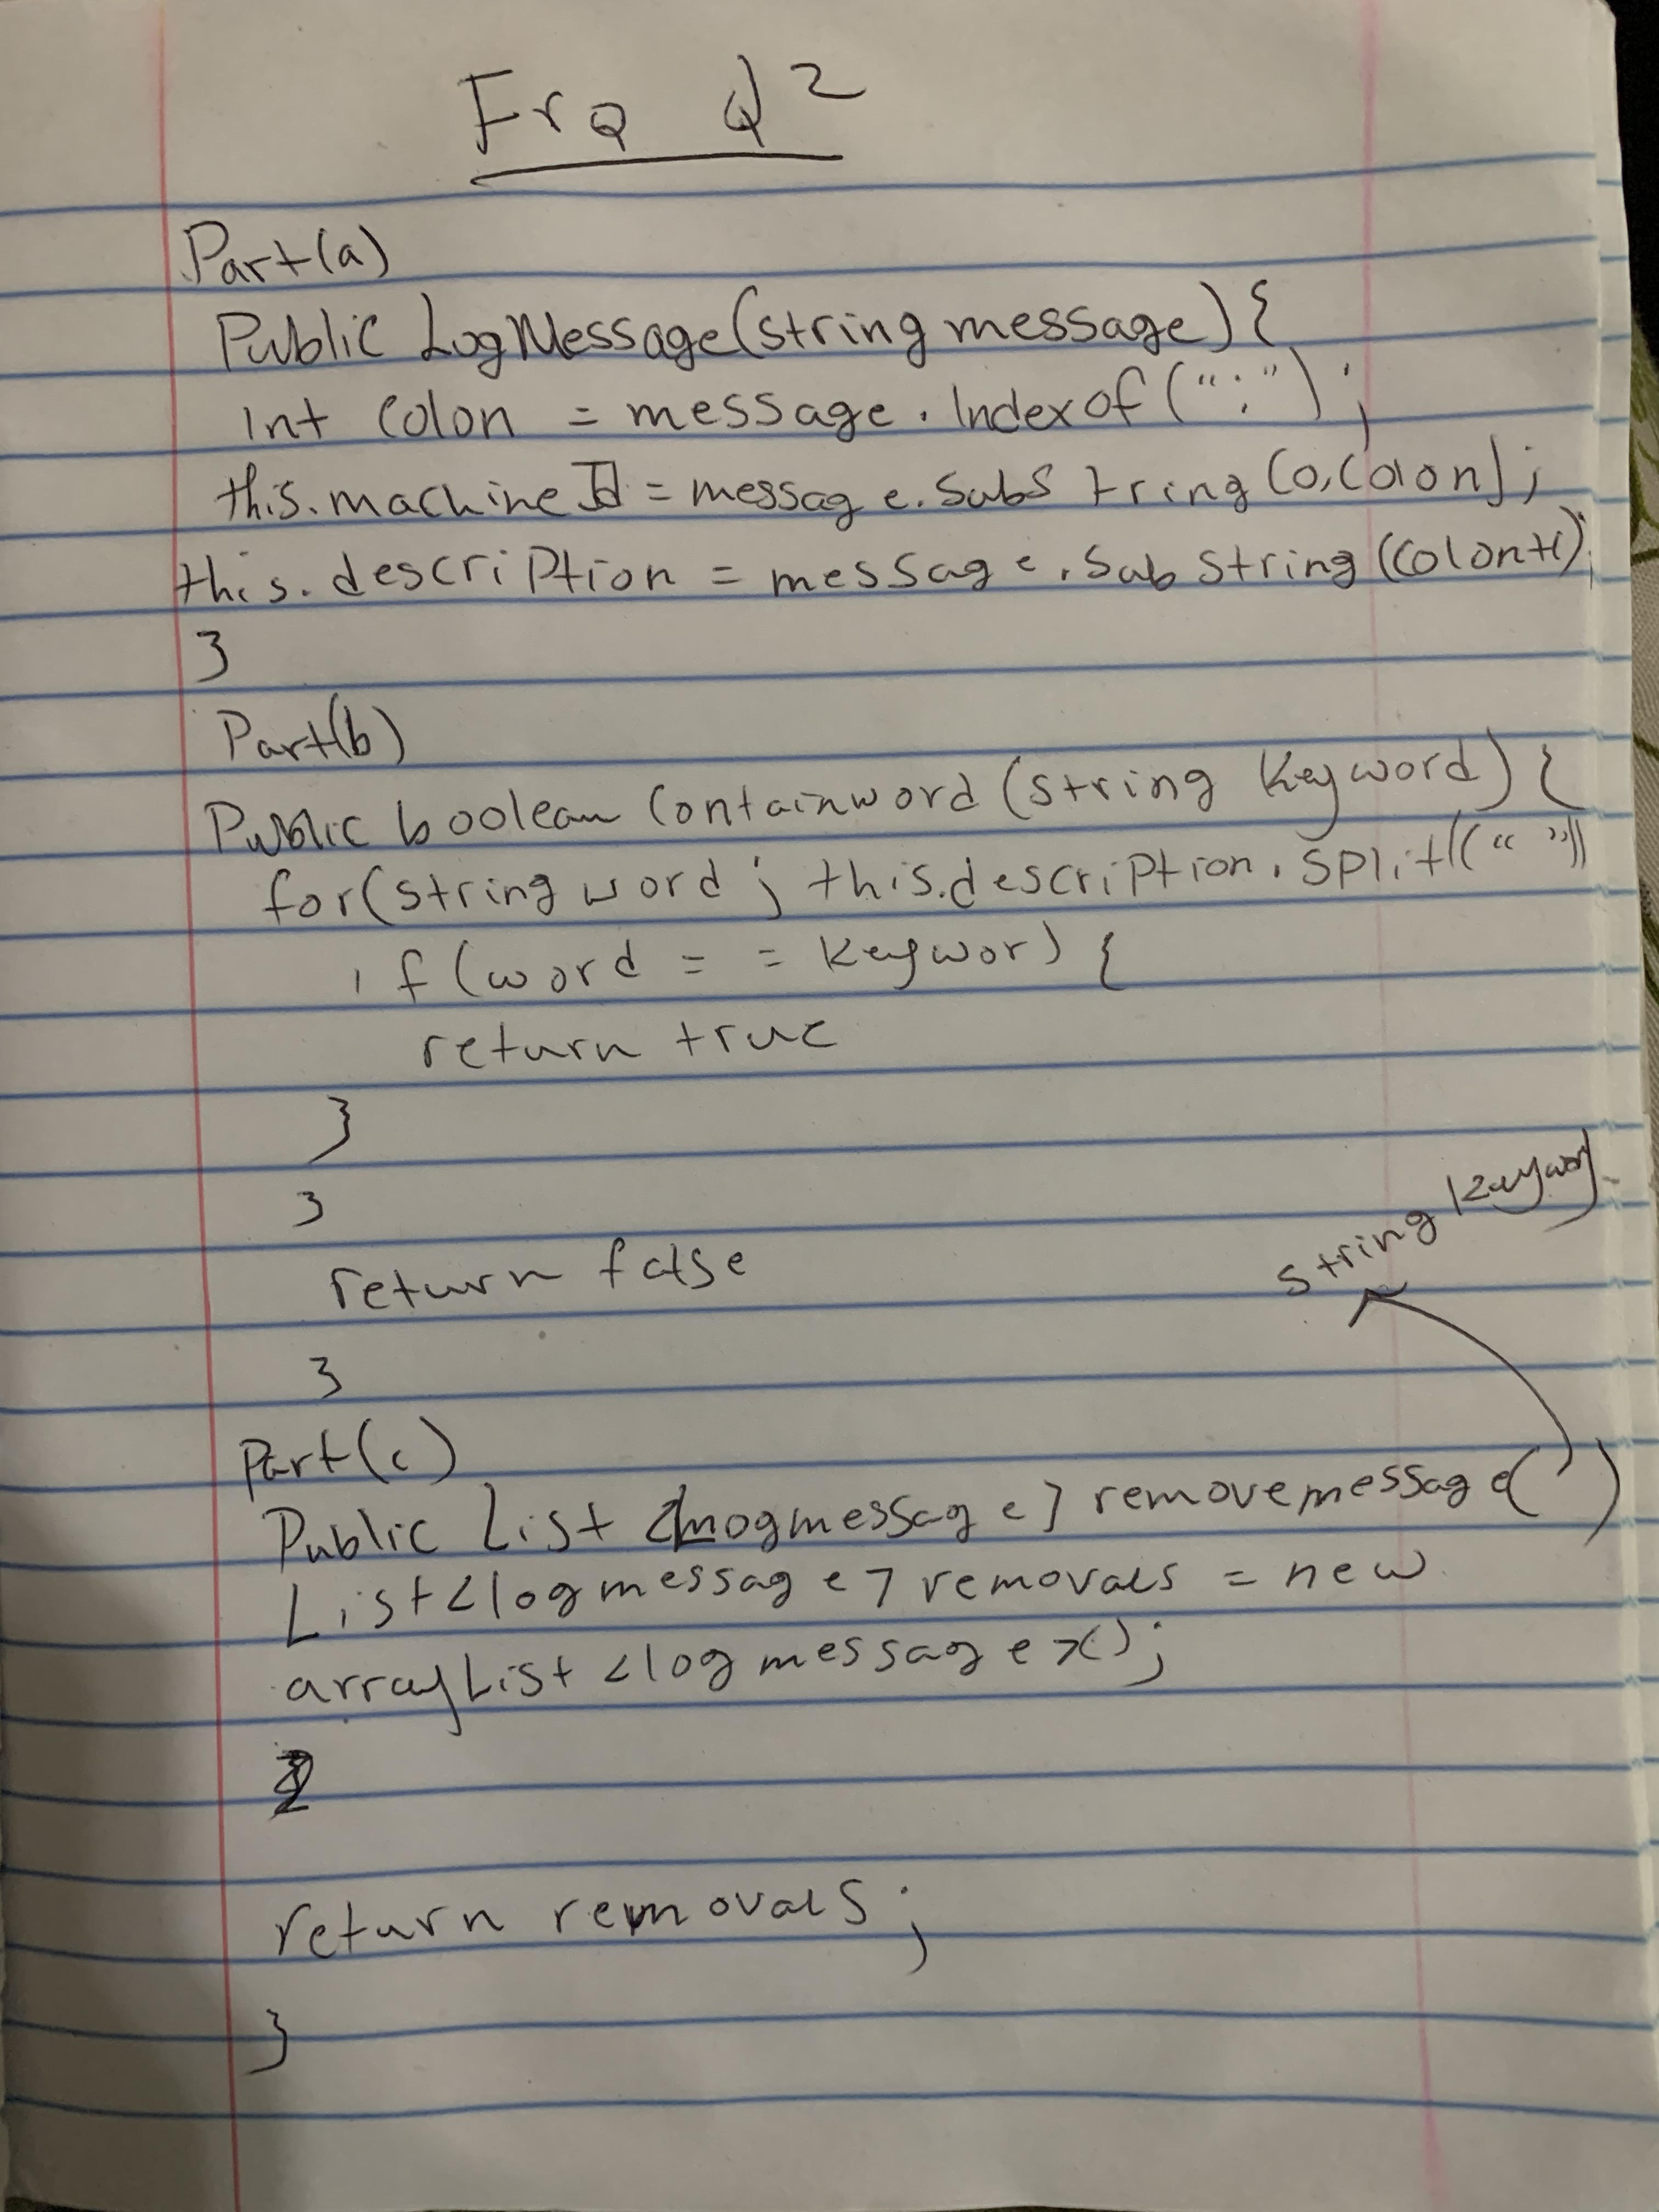 FrQ Q2
Part(a)
Public LogMessage(string message){
int colon = message.Indexof(":");
this.machineId = message.substring(0,colon);
this.description = message.substring(colon+1);
}
Part(b)
Public boolean Containword(string keyword){
for(string word ; this.description.split((" "))
if(word == keywor){
return true
}
}
return false
}
string keyword
Part(c)
Public List <logmessage> removemessage( )
List<logmessage> removals = new
arrayList<logmessage>();
return removals;
}